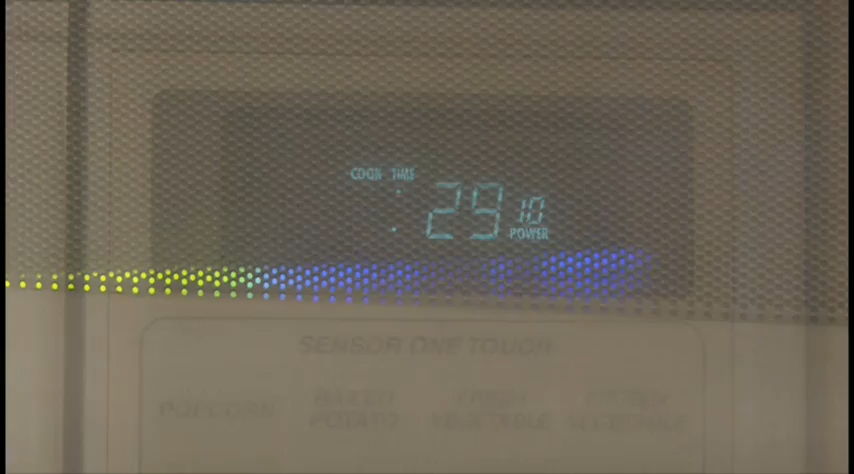 COOK TIME
:29 10
POWER
SENSOR ONE TOUCH
POPCORN BAKED POTATO FRESH VEGETABLE FROZEN VEGETABLE